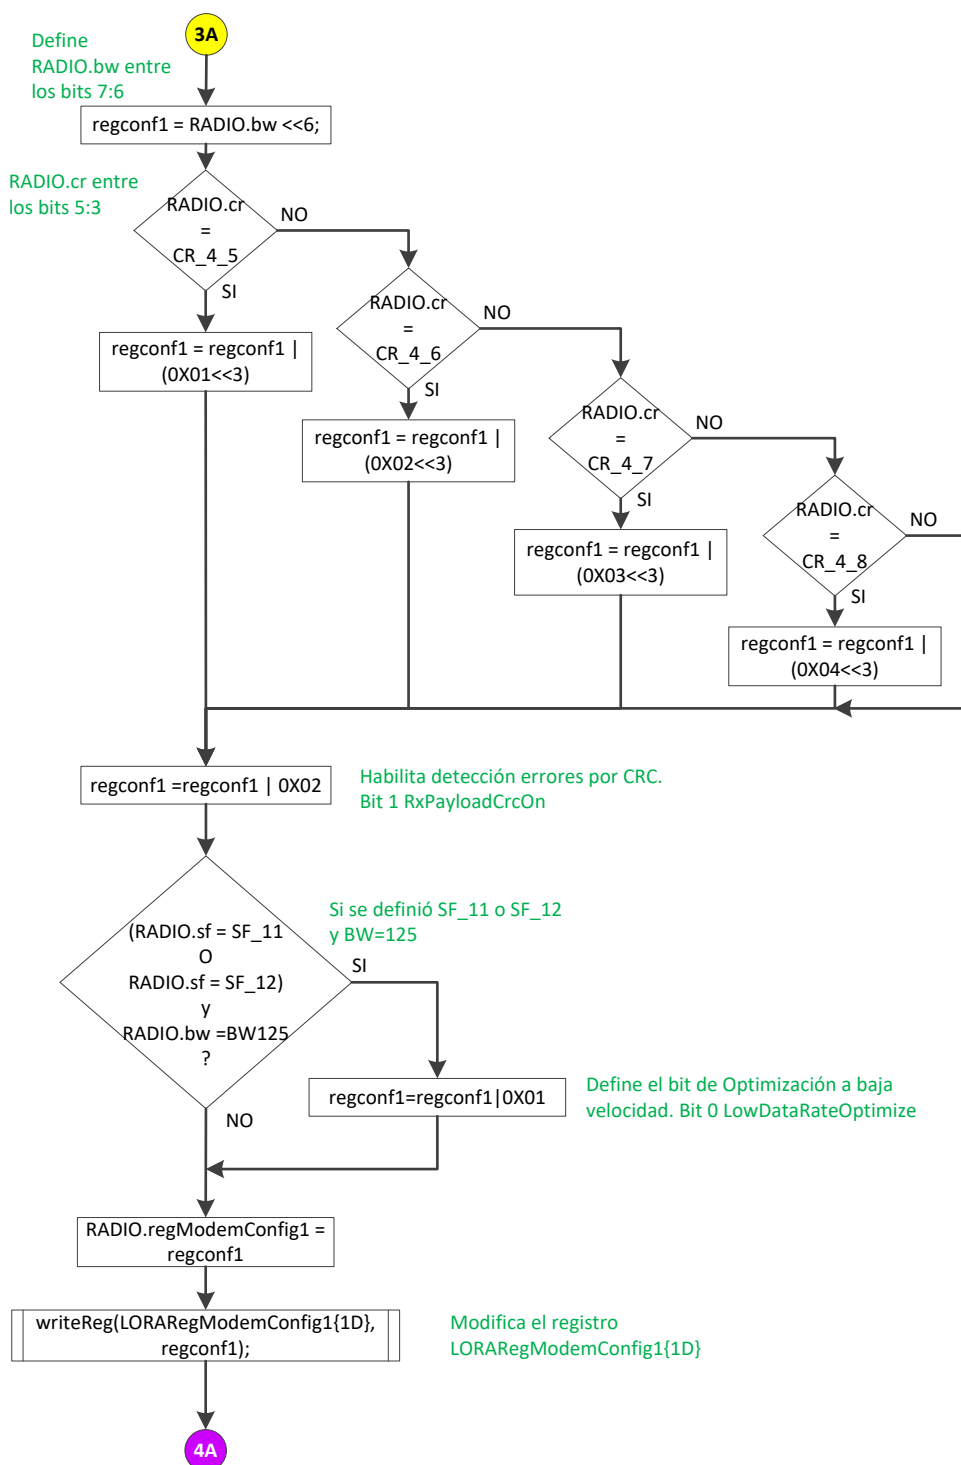 3A
Define
RADIO.bw entre
los bits 7:6
regconf1 = RADIO.bw <<6;
RADIO.cr entre
los bits 5:3
RADIO.cr
=
CR_4_5
NO
SI
regconf1 = regconf1 |
(0X01<<3)
RADIO.cr
=
CR_4_6
NO
SI
regconf1 = regconf1 |
(0X02<<3)
RADIO.cr
=
CR_4_7
NO
SI
regconf1 = regconf1 |
(0X03<<3)
RADIO.cr
=
CR_4_8
NO
SI
regconf1 = regconf1 |
(0X04<<3)
regconf1 =regconf1 | 0X02
Habilita detección errores por CRC.
Bit 1 RxPayloadCrcOn
(RADIO.sf = SF_11
O
RADIO.sf = SF_12)
y
RADIO.bw =BW125
?
Si se definió SF_11 o SF_12
y BW=125
SI
NO
regconf1=regconf1|0X01
Define el bit de Optimización a baja
velocidad. Bit 0 LowDataRateOptimize
RADIO.regModemConfig1 =
regconf1
writeReg(LORARegModemConfig1{1D},
regconf1);
Modifica el registro
LORARegModemConfig1{1D}
4A